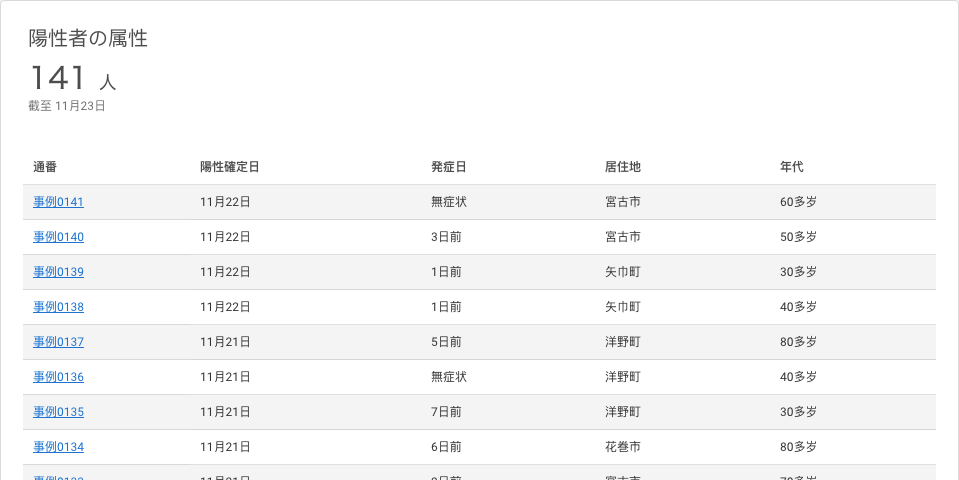 陽性者の属性
141 人
截至 11月23日
通番 陽性確定日 発症日 居住地 年代
事例0141 11月22日 無症状 宮古市 60多岁
事例0140 11月22日 3日前 宮古市 50多岁
事例0139 11月22日 1日前 矢巾町 30多岁
事例0138 11月22日 1日前 矢巾町 40多岁
事例0137 11月21日 5日前 洋野町 80多岁
事例0136 11月21日 無症状 洋野町 40多岁
事例0135 11月21日 7日前 洋野町 30多岁
事例0134 11月21日 6日前 花巻市 80多岁